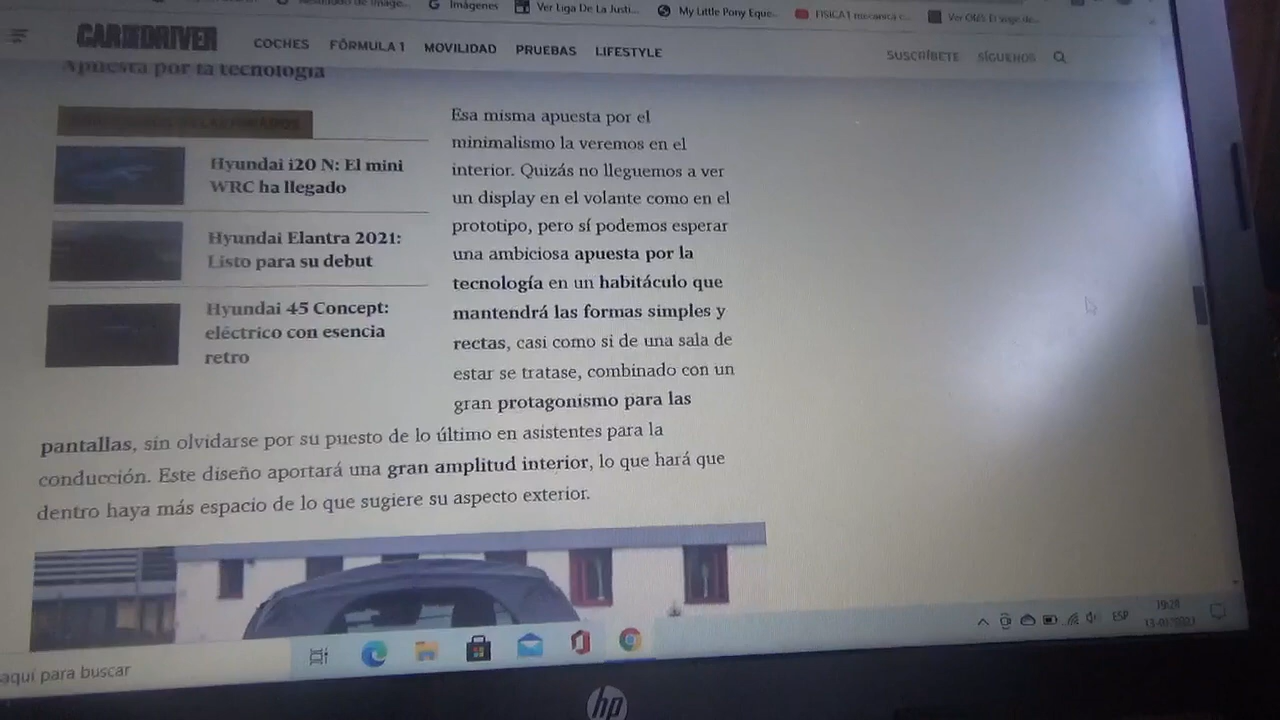 Imágenes
Ver Liga De La Justi...
My Little Pony Eque...
CAR AND DRIVER
COCHES
FÓRMULA 1
MOVILIDAD
PRUEBAS
LIFESTYLE
SUSCRÍBETE
SÍGUENOS
Apuesta por la tecnología
Hyundai i20 N: El mini
WRC ha llegado
Hyundai Elantra 2021:
Listo para su debut
Hyundai 45 Concept:
eléctrico con esencia
retro
Esa misma apuesta por el
minimalismo la veremos en el
interior. Quizás no lleguemos a ver
un display en el volante como en el
prototipo, pero sí podemos esperar
una ambiciosa apuesta por la
tecnología en un habitáculo que
mantendrá las formas simples y
rectas, casi como si de una sala de
estar se tratase, combinado con un
gran protagonismo para las
pantallas, sin olvidarse por su puesto de lo último en asistentes para la
conducción. Este diseño aportará una gran amplitud interior, lo que hará que
dentro haya más espacio de lo que sugiere su aspecto exterior.
aquí para buscar
ESP
19:28
hp